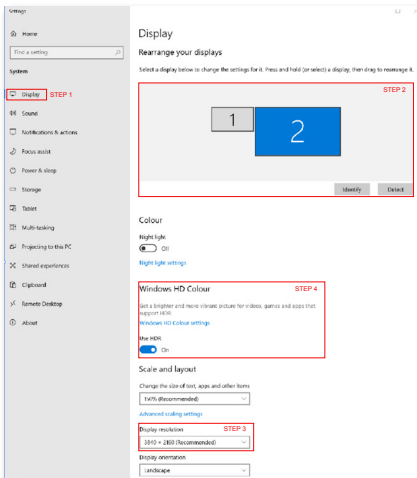 Settings
Home
Find a setting
System
Display STEP 1
Sound
Notifications & actions
Focus assist
Power & sleep
Storage
Tablet
Multi-tasking
Projecting to this PC
Shared experiences
Clipboard
Remote Desktop
About
Display
Rearrange your displays
Select a display below to change the settings for it. Press and hold (or select) a display, then drag to rearrange it.
STEP 2
1
2
Identify Detect
Colour
Night light
Off
Night light settings
Windows HD Colour STEP 4
Get a brighter and more vibrant picture for videos, games and apps that
support HDR.
Windows HD Colour settings
Use HDR
On
Scale and layout
Change the size of text, apps and other items
150% (Recommended)
Advanced scaling settings
Display resolution STEP 3
3840 × 2160 (Recommended)
Display orientation
Landscape